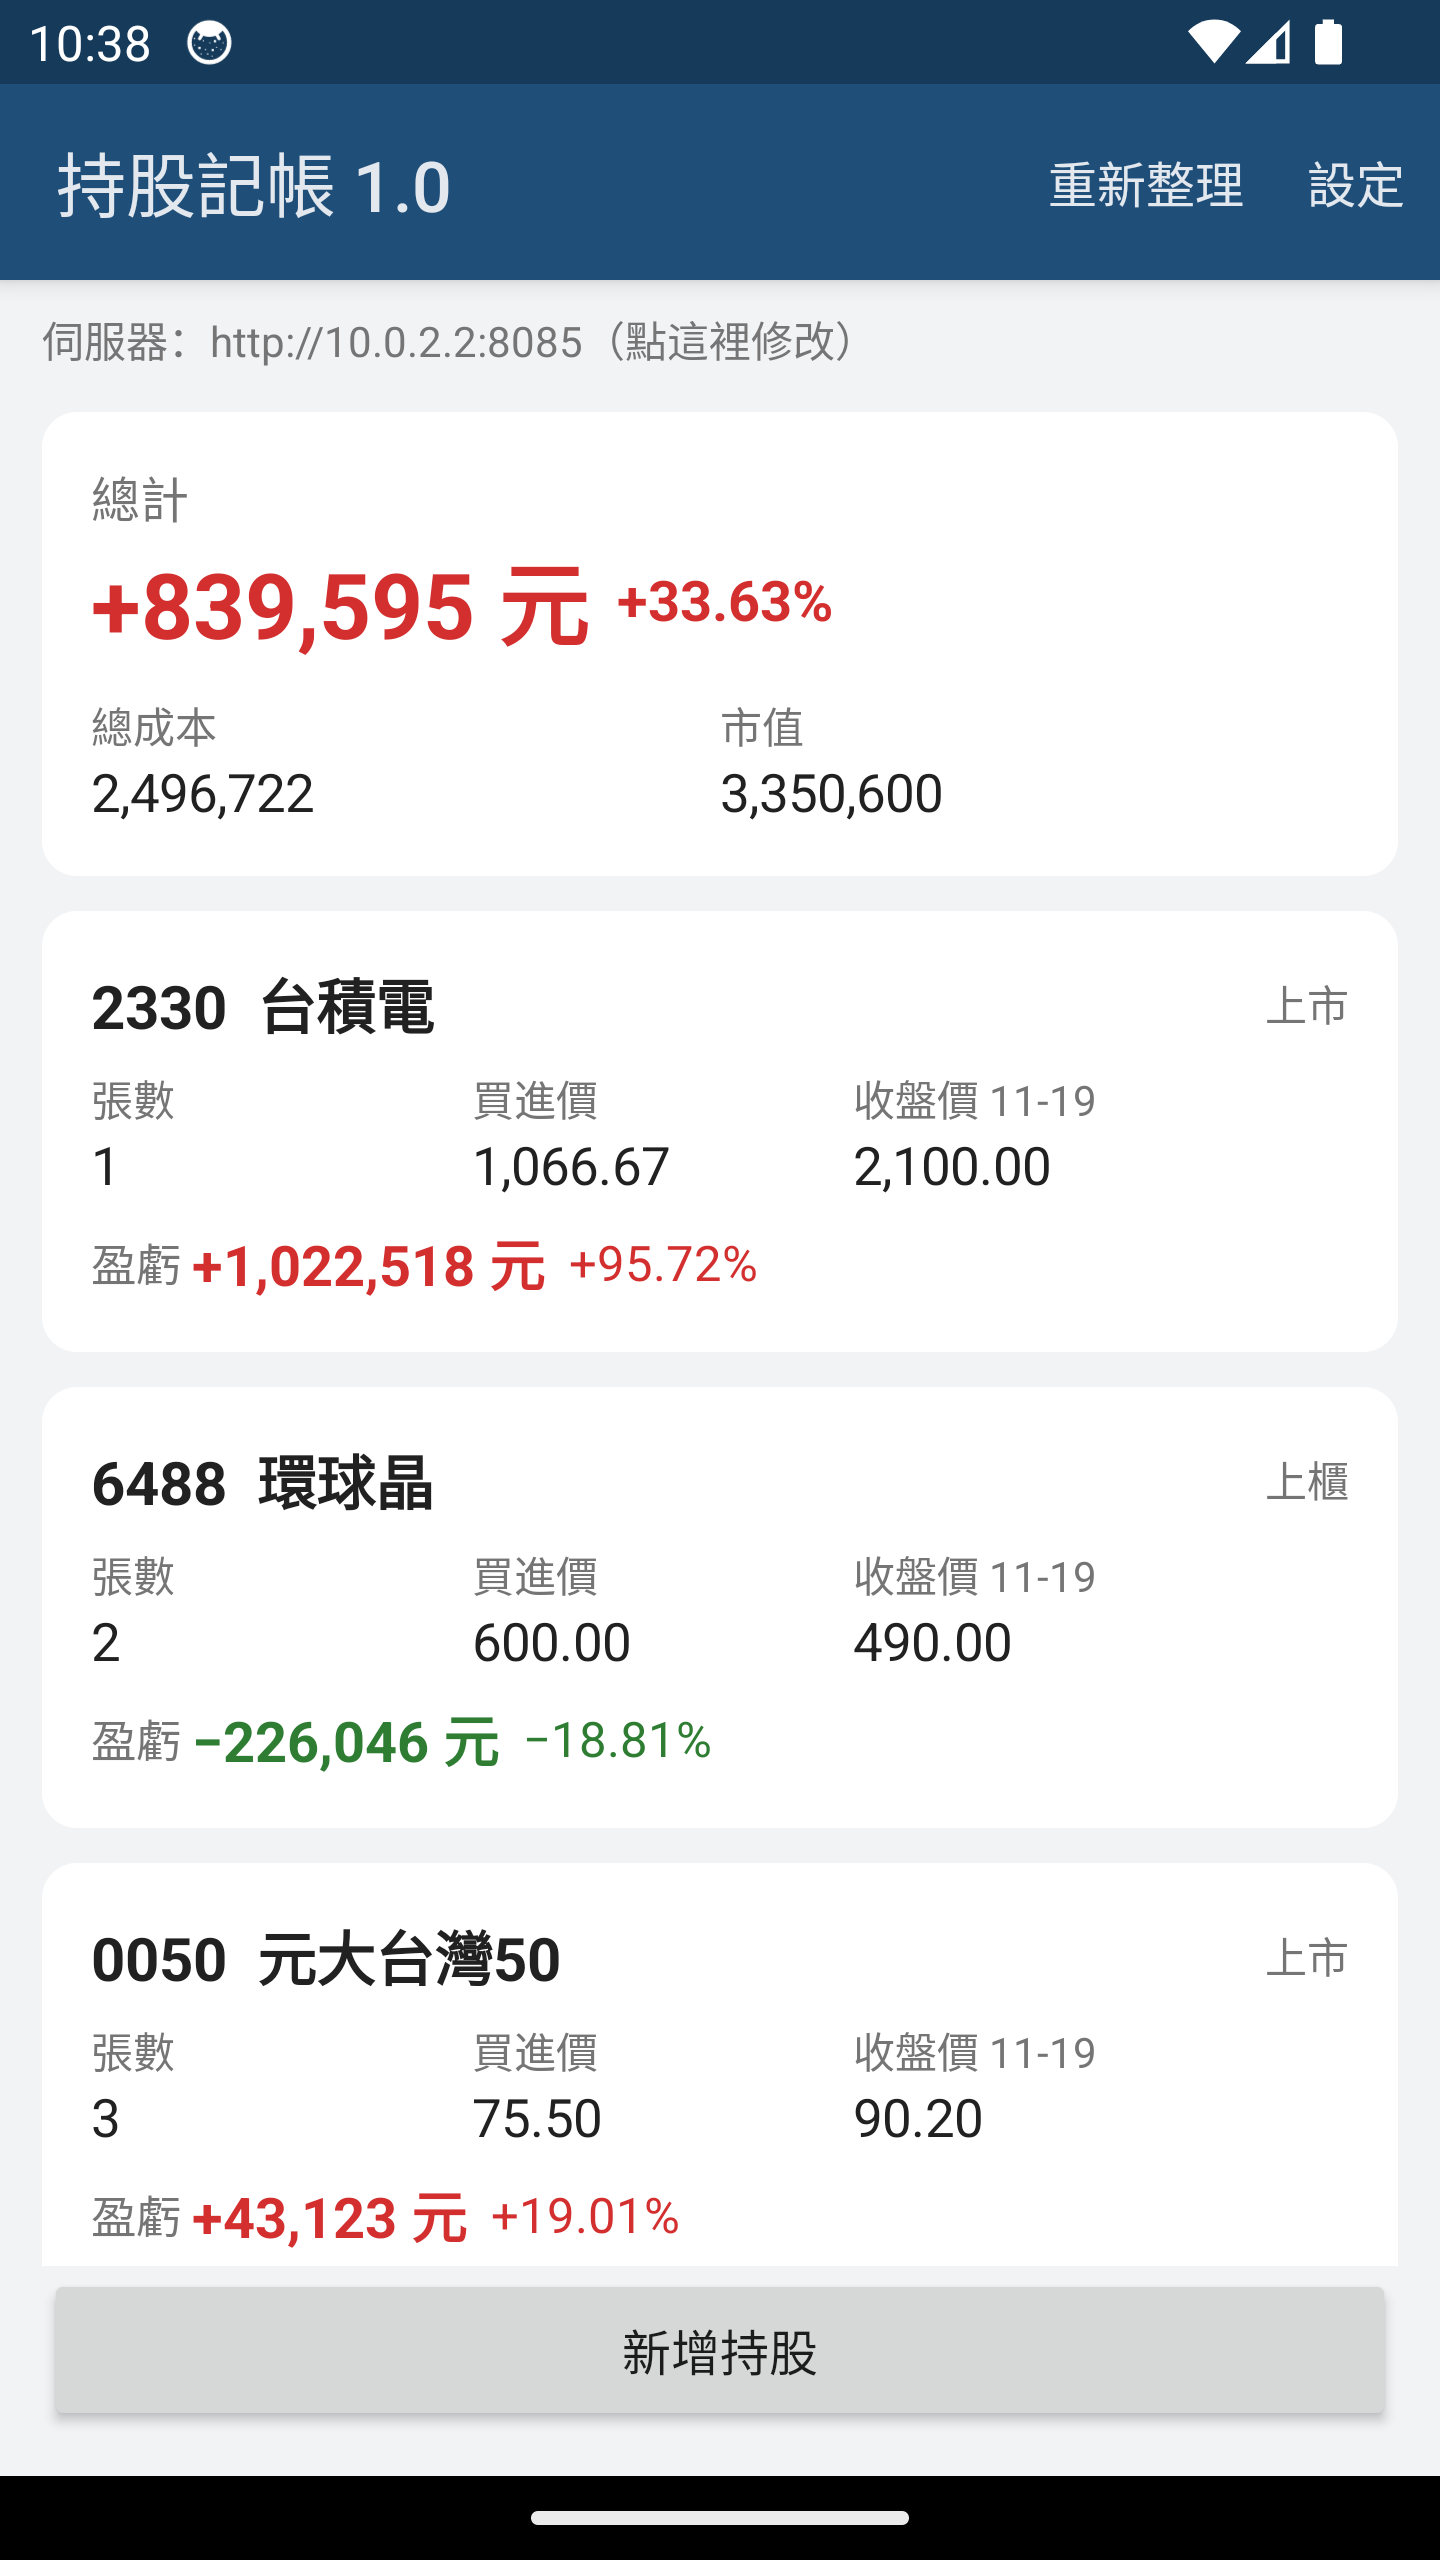 10:38
持股記帳 1.0
重新整理 設定
伺服器：http://10.0.2.2:8085（點這裡修改）
總計
+839,595 元 +33.63%
總成本 市值
2,496,722 3,350,600
2330 台積電 上市
張數 買進價 收盤價 11-19
1 1,066.67 2,100.00
盈虧 +1,022,518 元 +95.72%
6488 環球晶 上櫃
張數 買進價 收盤價 11-19
2 600.00 490.00
盈虧 −226,046 元 −18.81%
0050 元大台灣50 上市
張數 買進價 收盤價 11-19
3 75.50 90.20
盈虧 +43,123 元 +19.01%
新增持股